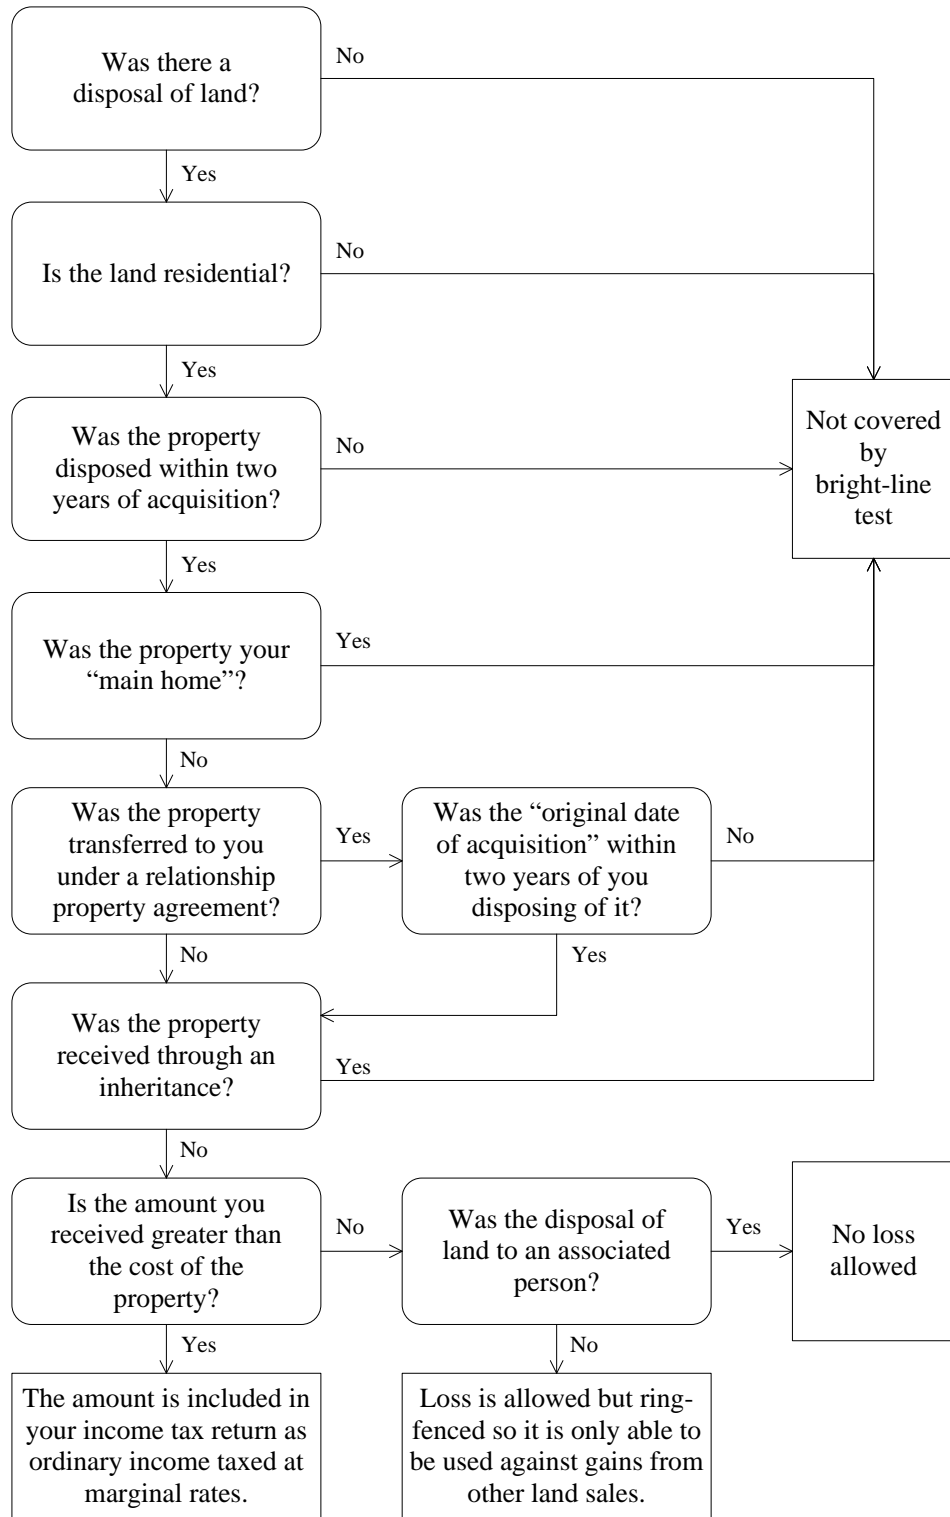 Was there a
disposal of land?
No
Yes
Is the land residential?
No
Yes
Was the property
disposed within two
years of acquisition?
No
Not covered
by
bright-line
test
Yes
Was the property your
“main home”?
Yes
No
Was the property
transferred to you
under a relationship
property agreement?
Yes
Was the “original date
of acquisition” within
two years of you
disposing of it?
No
No
Yes
Was the property
received through an
inheritance?
Yes
No
Is the amount you
received greater than
the cost of the
property?
No
Was the disposal of
land to an associated
person?
Yes
No loss
allowed
Yes
No
The amount is included in
your income tax return as
ordinary income taxed at
marginal rates.
Loss is allowed but ring-
fenced so it is only able to
be used against gains from
other land sales.